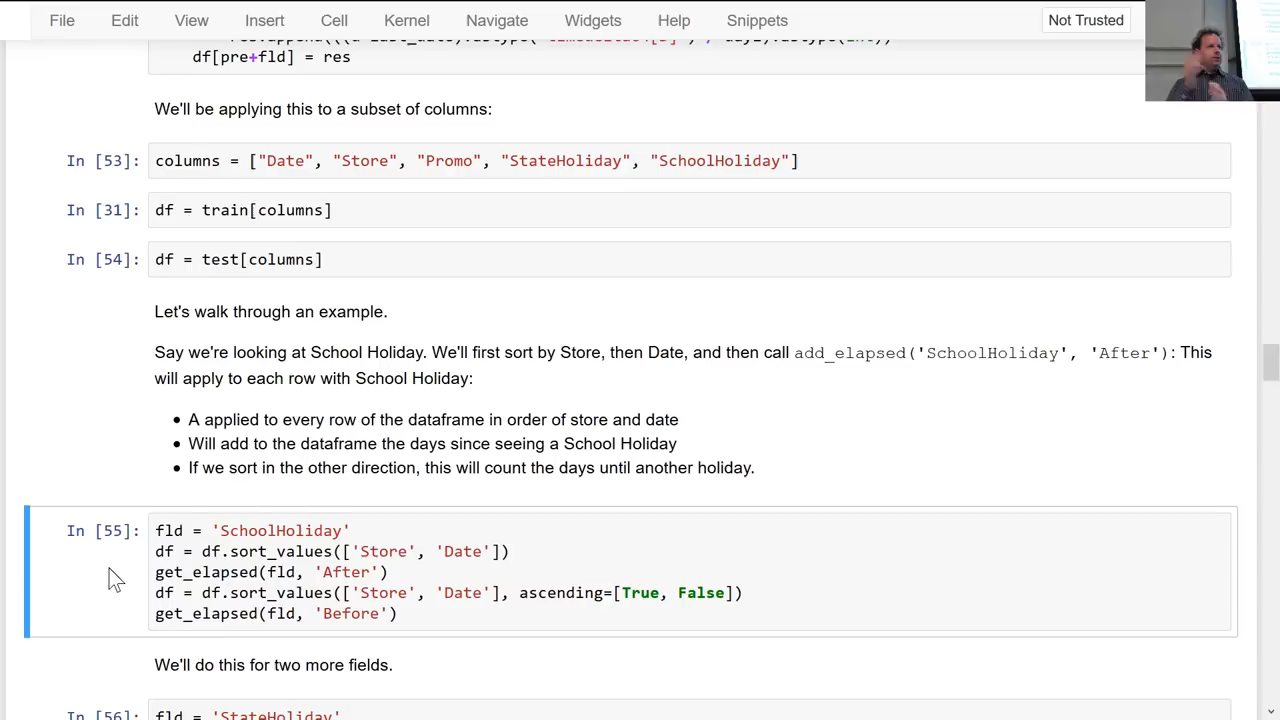 File Edit View Insert Cell Kernel Navigate Widgets Help Snippets Not Trusted
df[pre+fld] = res
We'll be applying this to a subset of columns:
In [53]: columns = ["Date", "Store", "Promo", "StateHoliday", "SchoolHoliday"]
In [31]: df = train[columns]
In [54]: df = test[columns]
Let's walk through an example.
Say we're looking at School Holiday. We'll first sort by Store, then Date, and then call add_elapsed('SchoolHoliday', 'After'): This
will apply to each row with School Holiday:
• A applied to every row of the dataframe in order of store and date
• Will add to the dataframe the days since seeing a School Holiday
• If we sort in the other direction, this will count the days until another holiday.
In [55]: fld = 'SchoolHoliday'
df = df.sort_values(['Store', 'Date'])
get_elapsed(fld, 'After')
df = df.sort_values(['Store', 'Date'], ascending=[True, False])
get_elapsed(fld, 'Before')
We'll do this for two more fields.
In [56]: fld = 'StateHoliday'